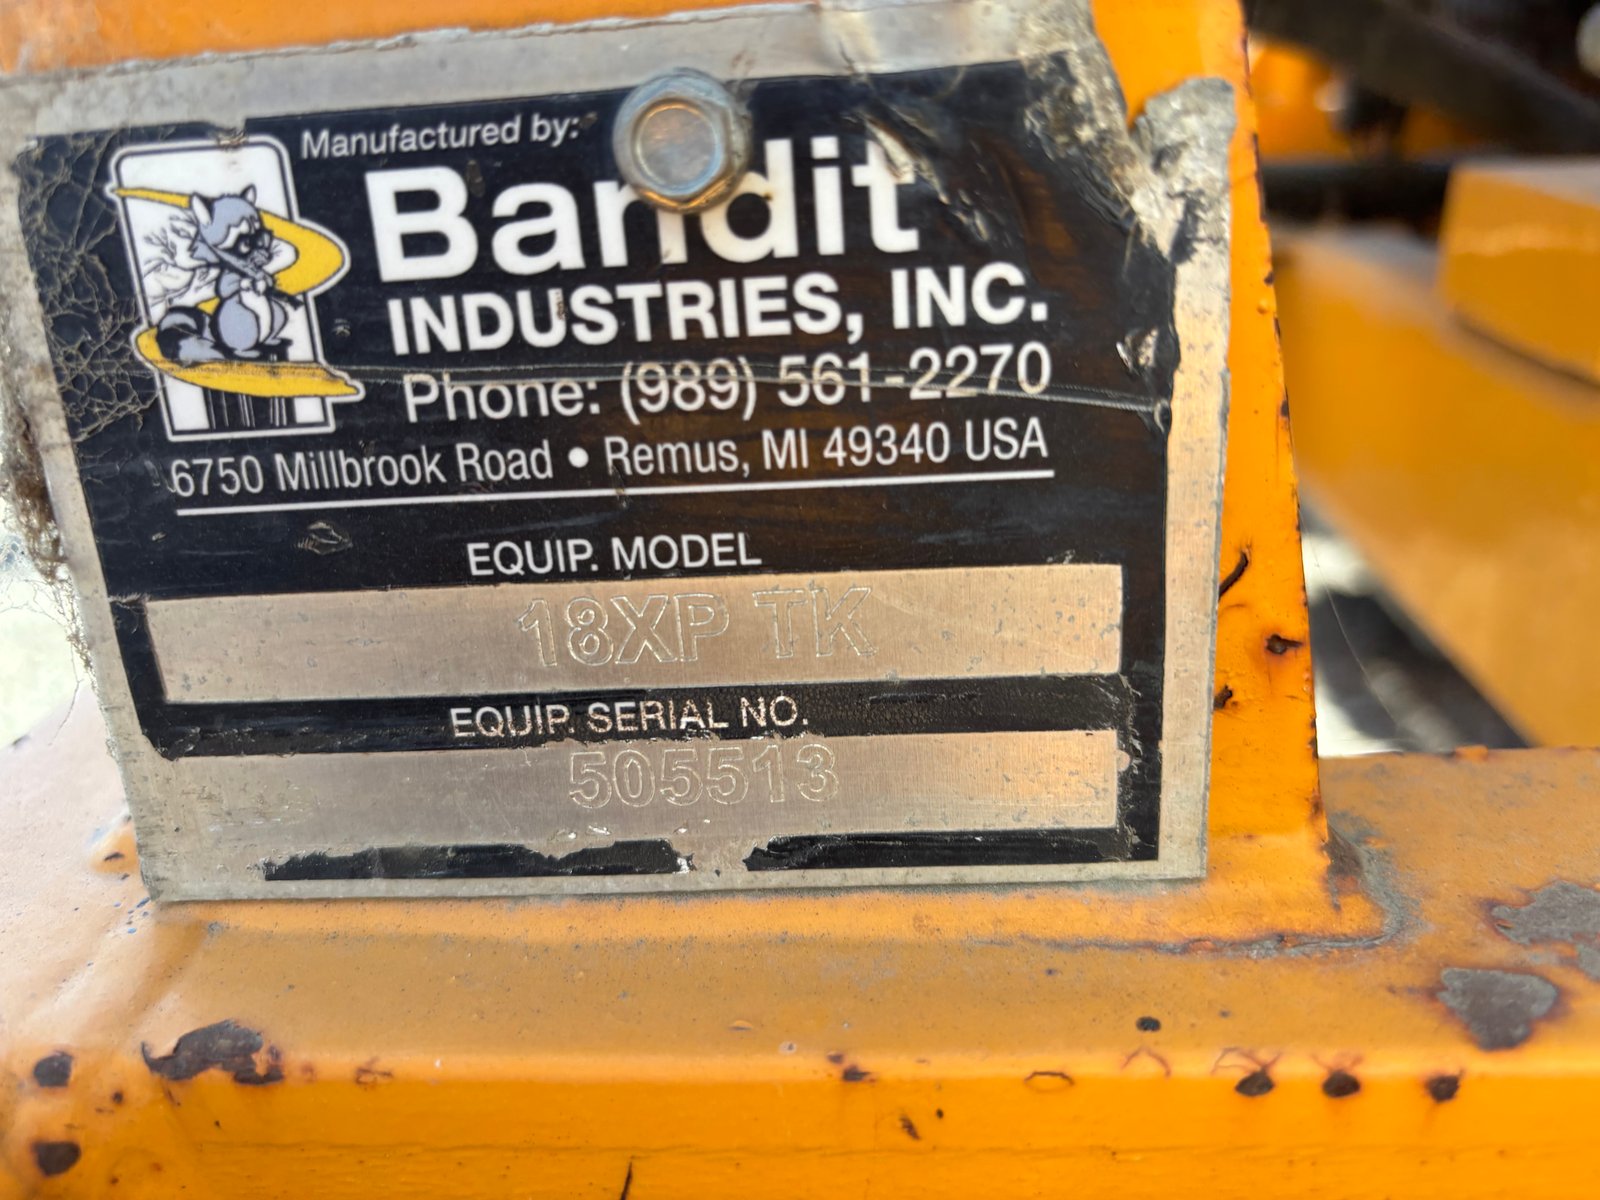 Manufactured by:
Bandit
INDUSTRIES, INC.
Phone: (989) 561-2270
6750 Millbrook Road • Remus, MI 49340 USA
EQUIP. MODEL
18XP TK
EQUIP. SERIAL NO.
505513